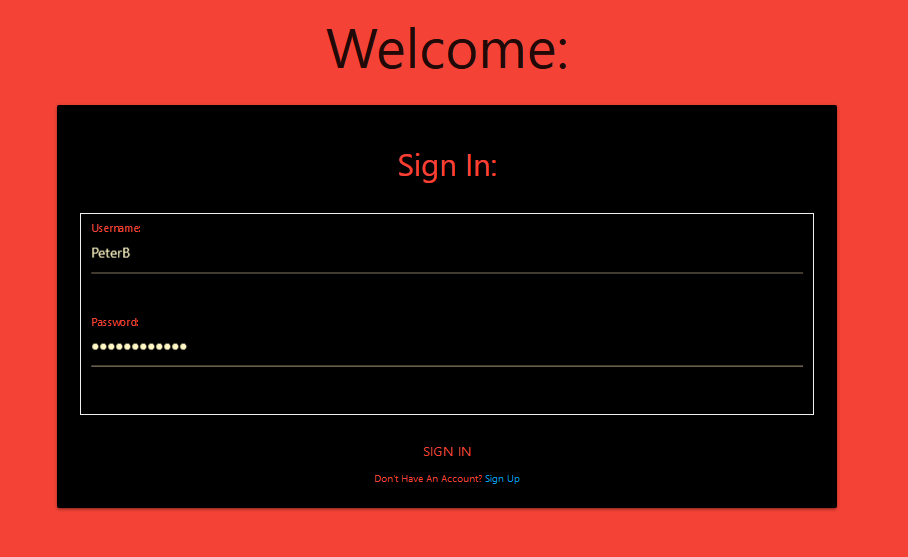 Welcome:
Sign In:
Username:
PeterB
Password:
●●●●●●●●●●●●
SIGN IN
Don't Have An Account? Sign Up